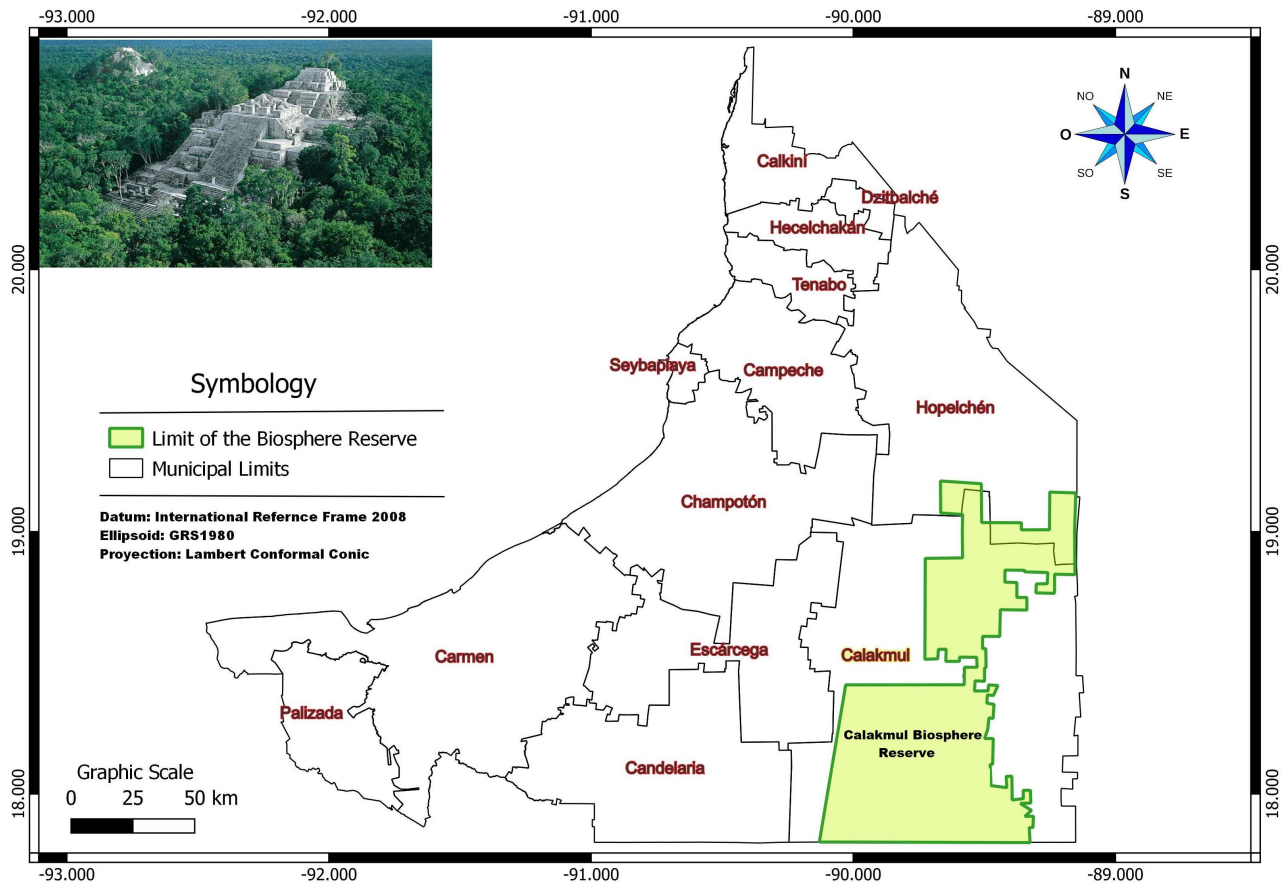 -93.000
-92.000
-91.000
-90.000
-89.000
N
NO
NE
O
E
SO
SE
S
Calkiní
Dzitbalché
Hecelchakán
20.000
20.000
Tenabo
Seybaplaya
Campeche
Hopelchén
Symbology
Limit of the Biosphere Reserve
Municipal Limits
Champotón
Datum: International Refernce Frame 2008
Ellipsoid: GRS1980
Proyection: Lambert Conformal Conic
19.000
19.000
Carmen
Escárcega
Calakmul
Palizada
Calakmul Biosphere
Reserve
Candelaria
Graphic Scale
0 25 50 km
18.000
18.000
-93.000
-92.000
-91.000
-90.000
-89.000